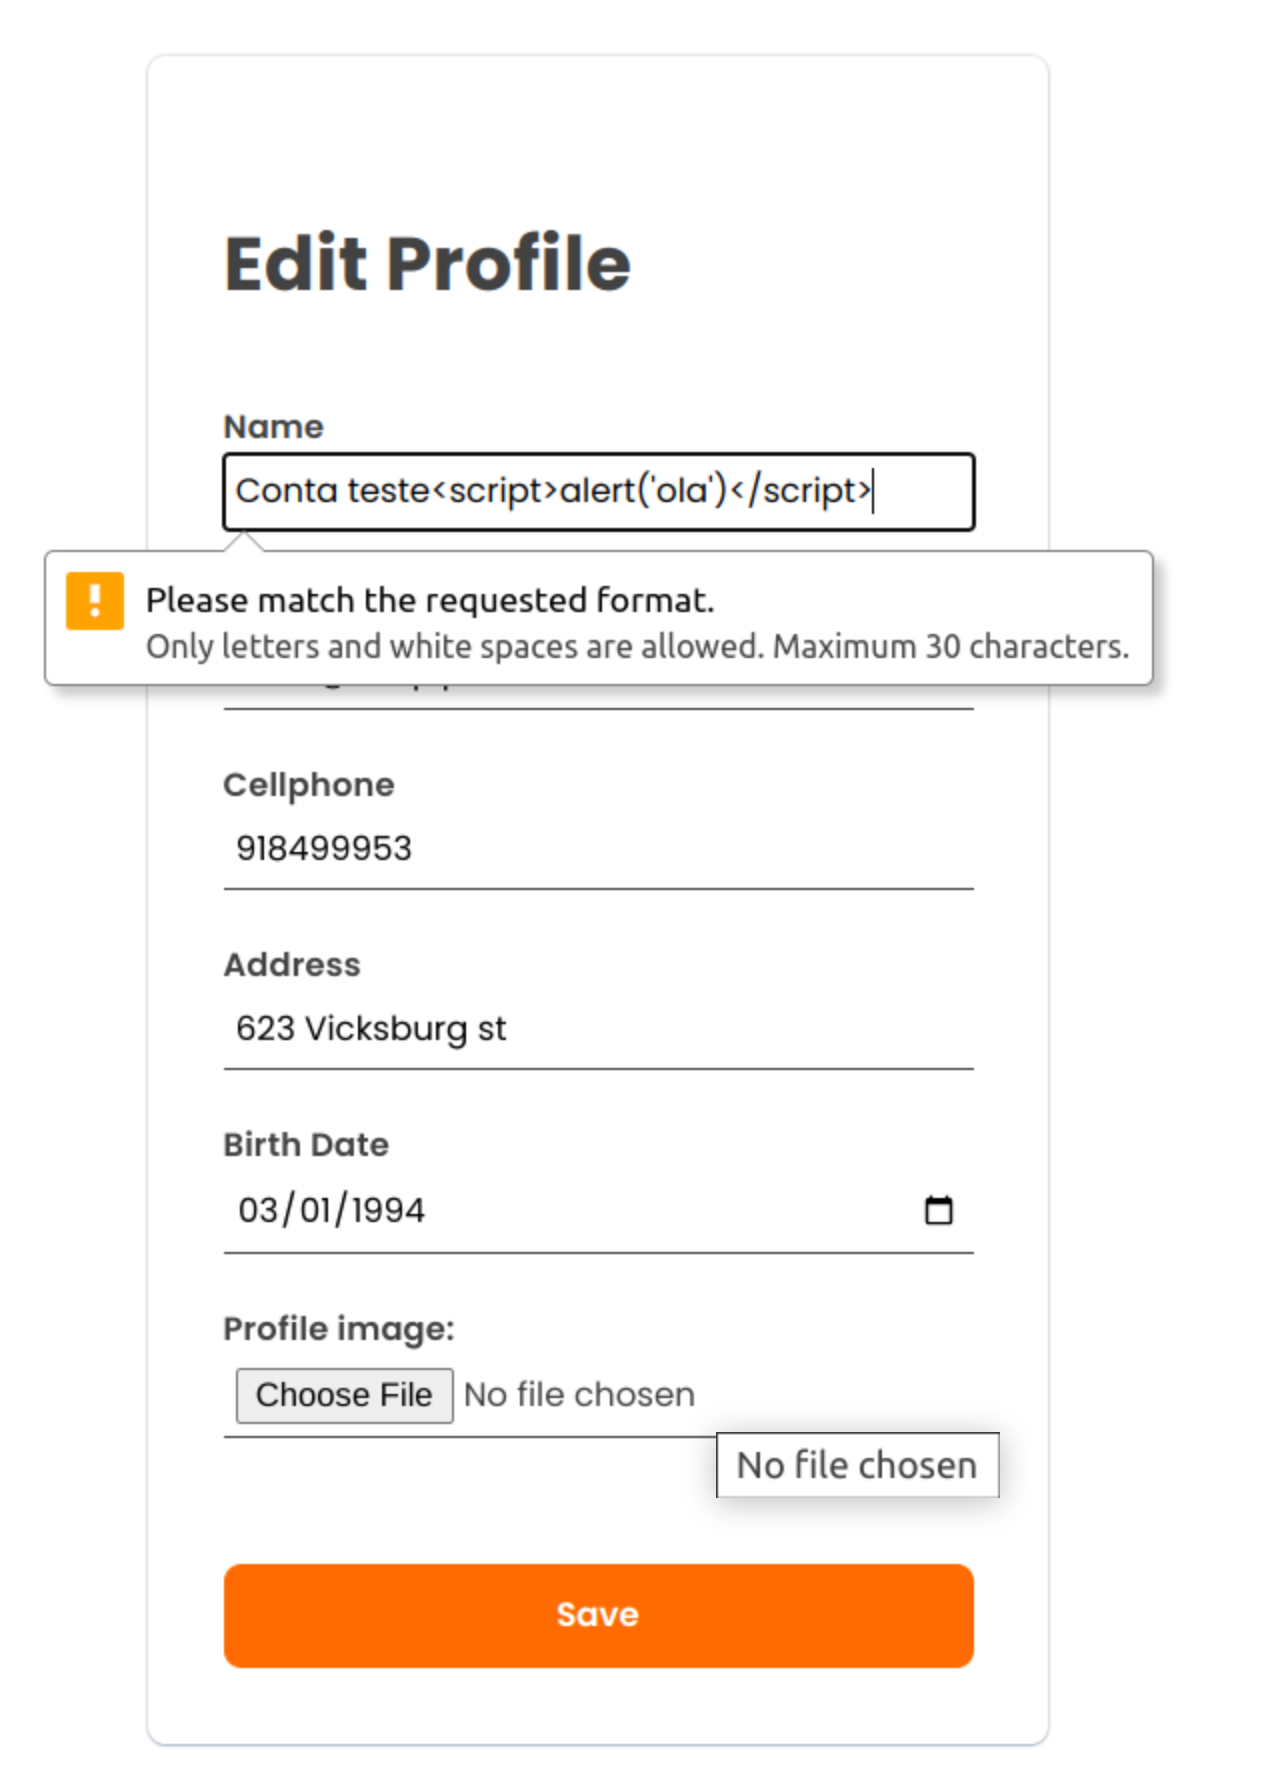 Edit Profile
Name
Conta teste<script>alert('ola')</script>
Please match the requested format.
Only letters and white spaces are allowed. Maximum 30 characters.
Cellphone
918499953
Address
623 Vicksburg st
Birth Date
03/01/1994
Profile image:
Choose File No file chosen
No file chosen
Save